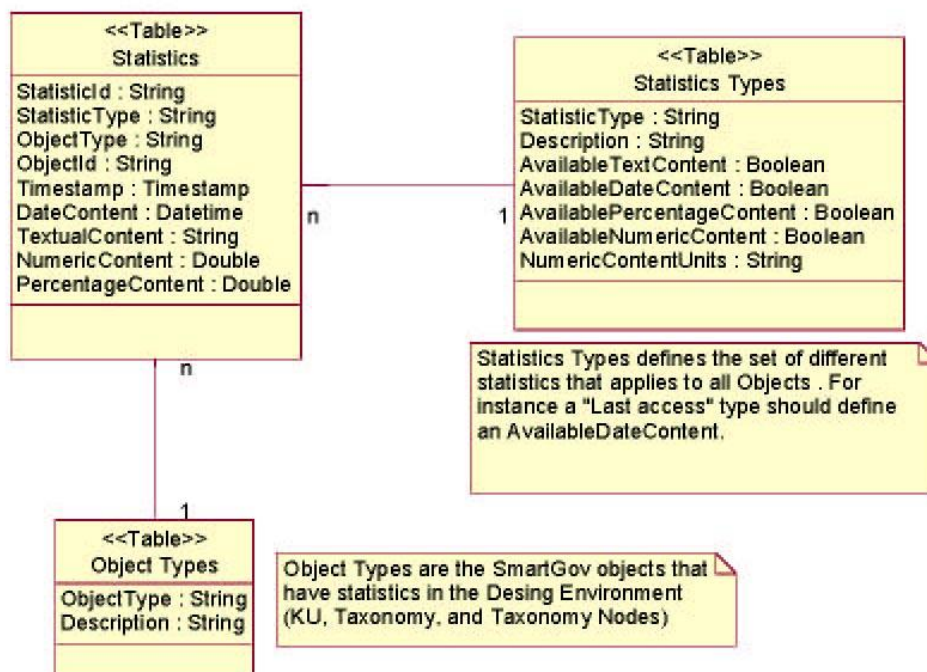 <<Table>>
Statistics
StatisticId : String
StatisticType : String
ObjectType : String
ObjectId : String
Timestamp : Timestamp
DateContent : Datetime
TextualContent : String
NumericContent : Double
PercentageContent : Double
n
1
<<Table>>
Statistics Types
StatisticType : String
Description : String
AvailableTextContent : Boolean
AvailableDateContent : Boolean
AvailablePercentageContent : Boolean
AvailableNumericContent : Boolean
NumericContentUnits : String
Statistics Types defines the set of different
statistics that applies to all Objects . For
instance a "Last access" type should define
an AvailableDateContent.
n
1
<<Table>>
Object Types
ObjectType : String
Description : String
Object Types are the SmartGov objects that
have statistics in the Desing Environment
(KU, Taxonomy, and Taxonomy Nodes)